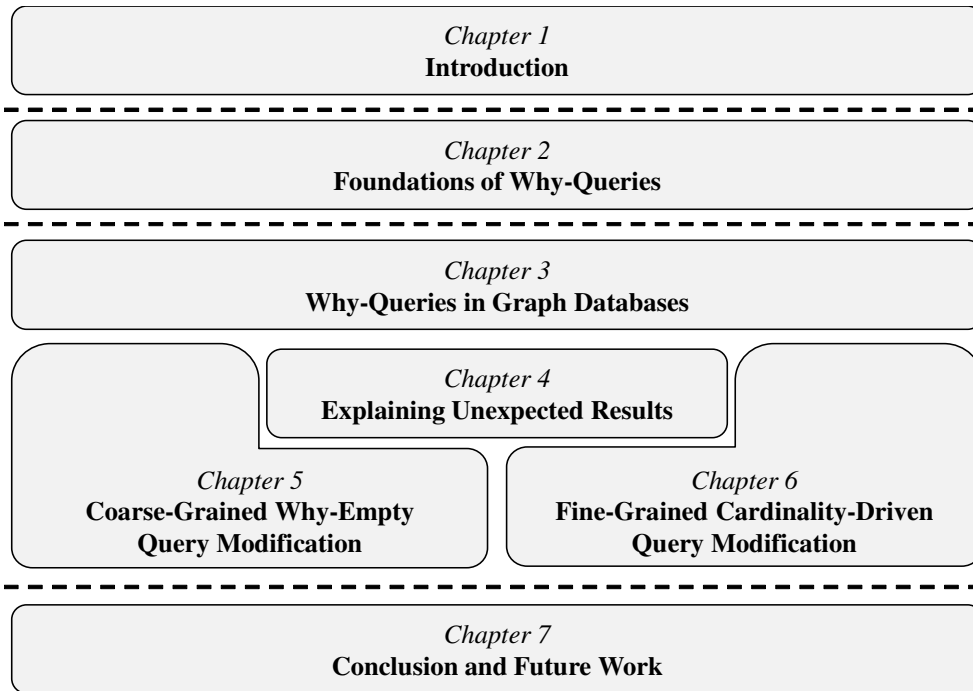 Chapter 1
Introduction
Chapter 2
Foundations of Why-Queries
Chapter 3
Why-Queries in Graph Databases
Chapter 4
Explaining Unexpected Results
Chapter 5
Coarse-Grained Why-Empty
Query Modification
Chapter 6
Fine-Grained Cardinality-Driven
Query Modification
Chapter 7
Conclusion and Future Work